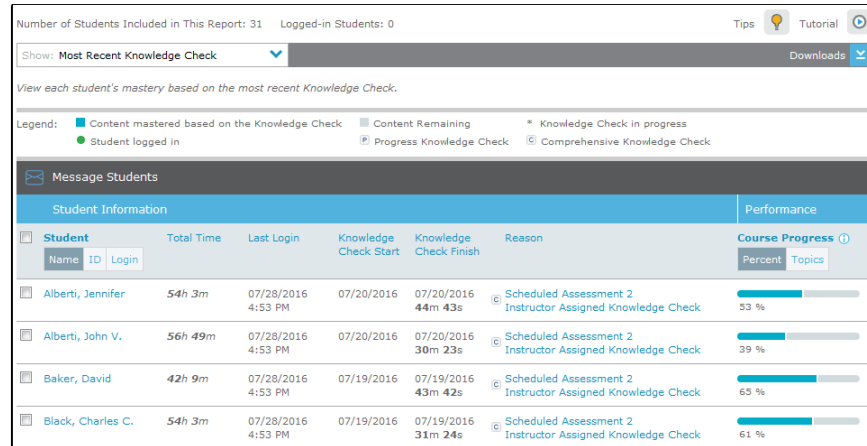 Number of Students Included in This Report: 31 Logged-in Students: 0 Tips Tutorial
Show: Most Recent Knowledge Check Downloads
View each student's mastery based on the most recent Knowledge Check.
Legend: Content mastered based on the Knowledge Check Content Remaining * Knowledge Check in progress
Student logged in P Progress Knowledge Check C Comprehensive Knowledge Check
Message Students
Student Information Performance
Student Total Time Last Login Knowledge Knowledge Reason Course Progress
Name ID Login Check Start Check Finish Percent Topics
Alberti, Jennifer 54h 3m 07/28/2016 07/20/2016 07/20/2016 C Scheduled Assessment 2
4:53 PM 44m 43s Instructor Assigned Knowledge Check 53 %
Alberti, John V. 56h 49m 07/28/2016 07/20/2016 07/20/2016 C Scheduled Assessment 2
4:53 PM 30m 23s Instructor Assigned Knowledge Check 39 %
Baker, David 42h 9m 07/28/2016 07/19/2016 07/19/2016 C Scheduled Assessment 2
4:53 PM 43m 42s Instructor Assigned Knowledge Check 65 %
Black, Charles C. 54h 3m 07/28/2016 07/19/2016 07/19/2016 C Scheduled Assessment 2
4:53 PM 31m 24s Instructor Assigned Knowledge Check 61 %